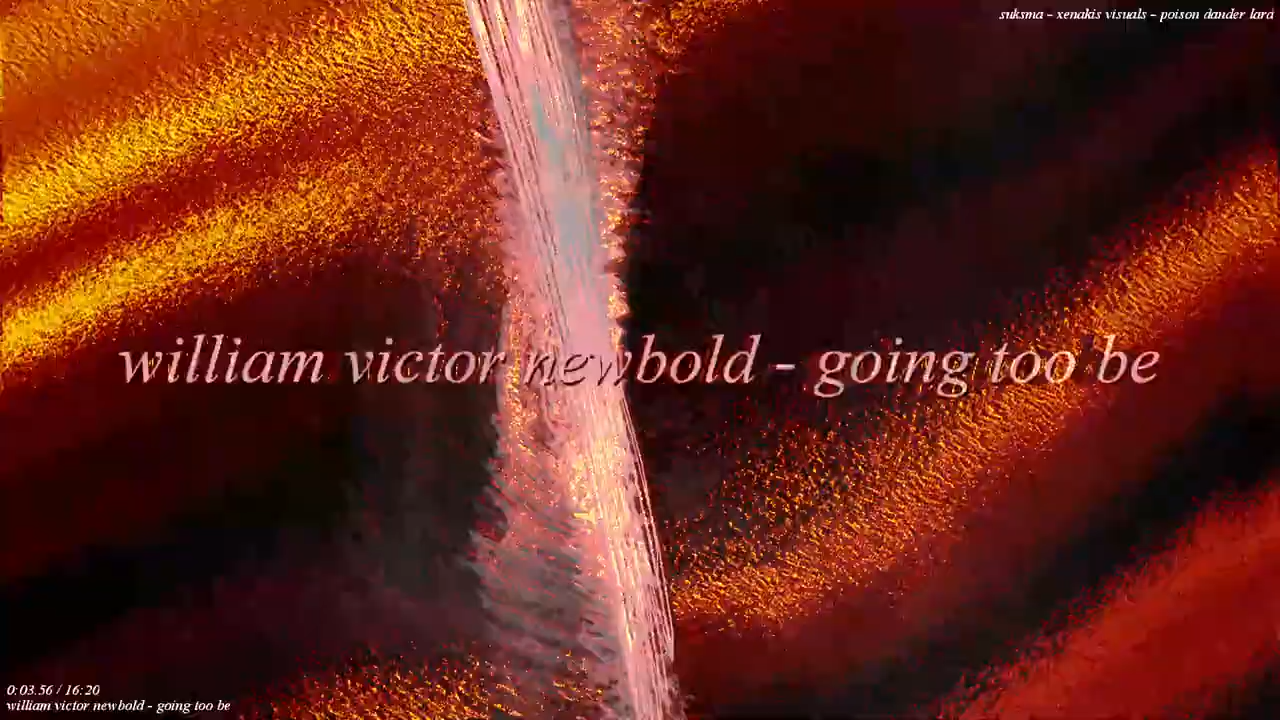 suksma - xenakis visuals - poison dander lara
william victor newbold - going too be
0:03.56 / 16:20
william victor newbold - going too be